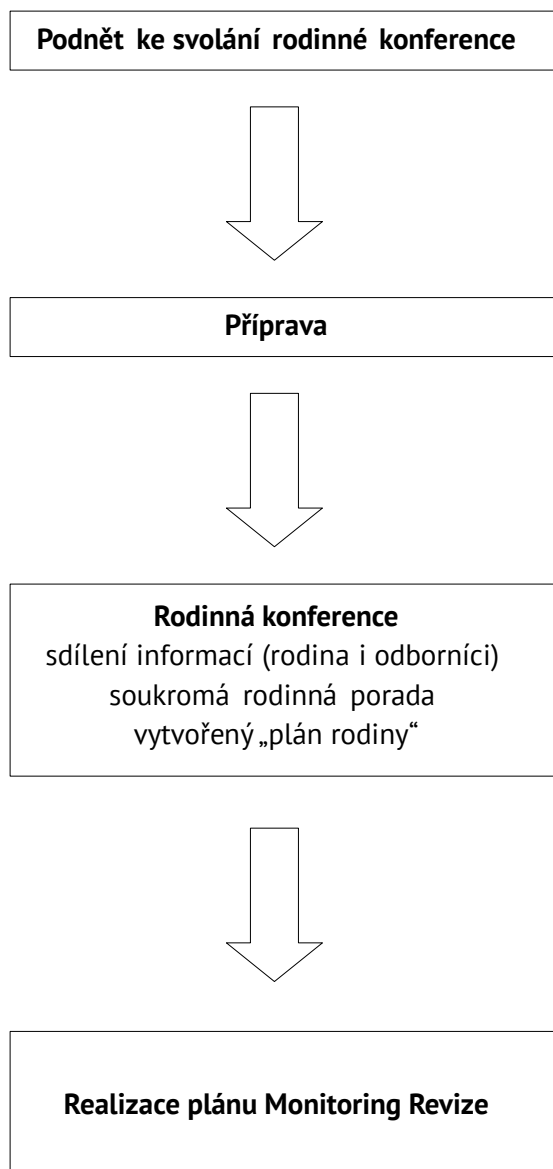 Podnět ke svolání rodinné konference
Příprava
Rodinná konference
sdílení informací (rodina i odborníci)
soukromá rodinná porada
vytvořený „plán rodiny“
Realizace plánu Monitoring Revize